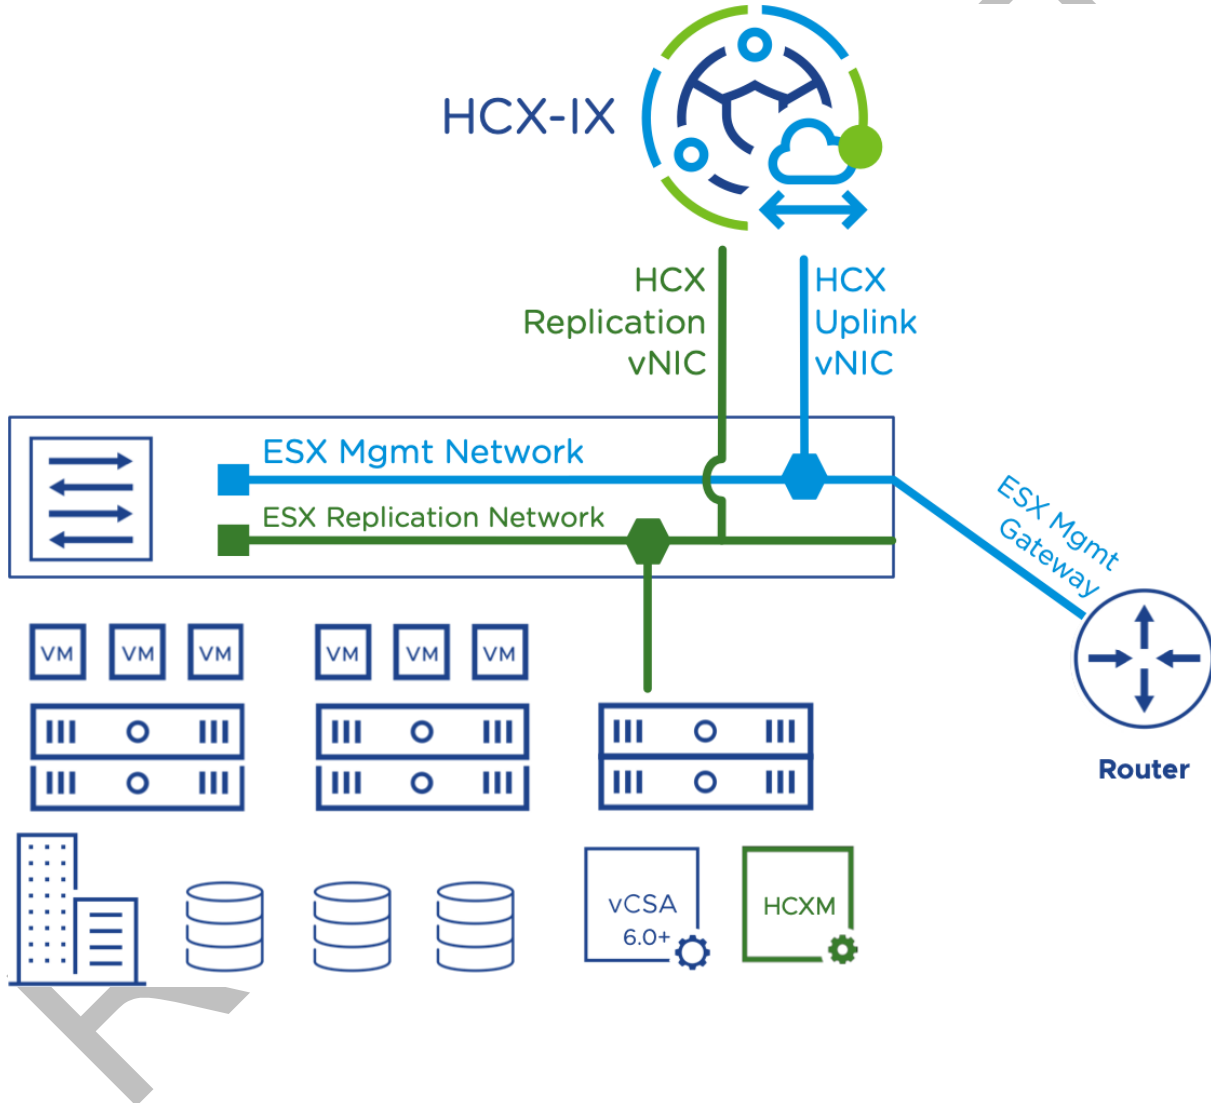 HCX-IX
HCX
Replication
vNIC
HCX
Uplink
vNIC
ESX Mgmt Network
ESX Replication Network
ESX Mgmt
Gateway
VM VM VM VM VM VM
Router
vCSA
6.0+
HCXM